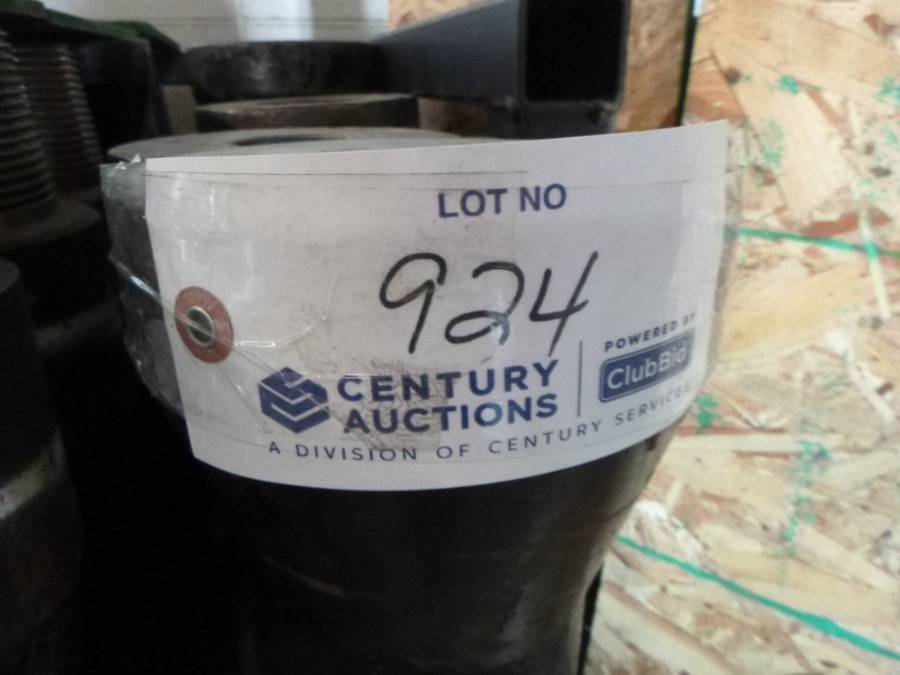 LOT NO
924
CENTURY
AUCTIONS
POWERED BY
ClubBid
A DIVISION OF CENTURY SERVICES